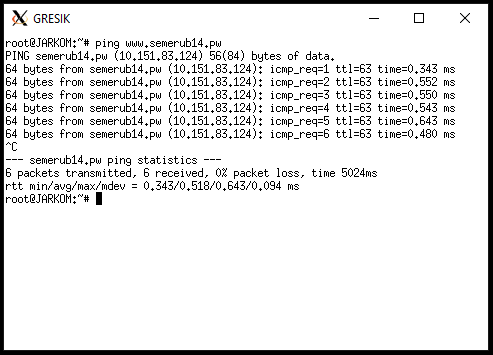 GRESIK
root@JARKOM:~# ping www.semerub14.pw
PING semerub14.pw (10.151.83.124) 56(84) bytes of data.
64 bytes from semerub14.pw (10.151.83.124): icmp_req=1 ttl=63 time=0.343 ms
64 bytes from semerub14.pw (10.151.83.124): icmp_req=2 ttl=63 time=0.552 ms
64 bytes from semerub14.pw (10.151.83.124): icmp_req=3 ttl=63 time=0.550 ms
64 bytes from semerub14.pw (10.151.83.124): icmp_req=4 ttl=63 time=0.543 ms
64 bytes from semerub14.pw (10.151.83.124): icmp_req=5 ttl=63 time=0.643 ms
64 bytes from semerub14.pw (10.151.83.124): icmp_req=6 ttl=63 time=0.480 ms
^C
--- semerub14.pw ping statistics ---
6 packets transmitted, 6 received, 0% packet loss, time 5024ms
rtt min/avg/max/mdev = 0.343/0.518/0.643/0.094 ms
root@JARKOM:~#